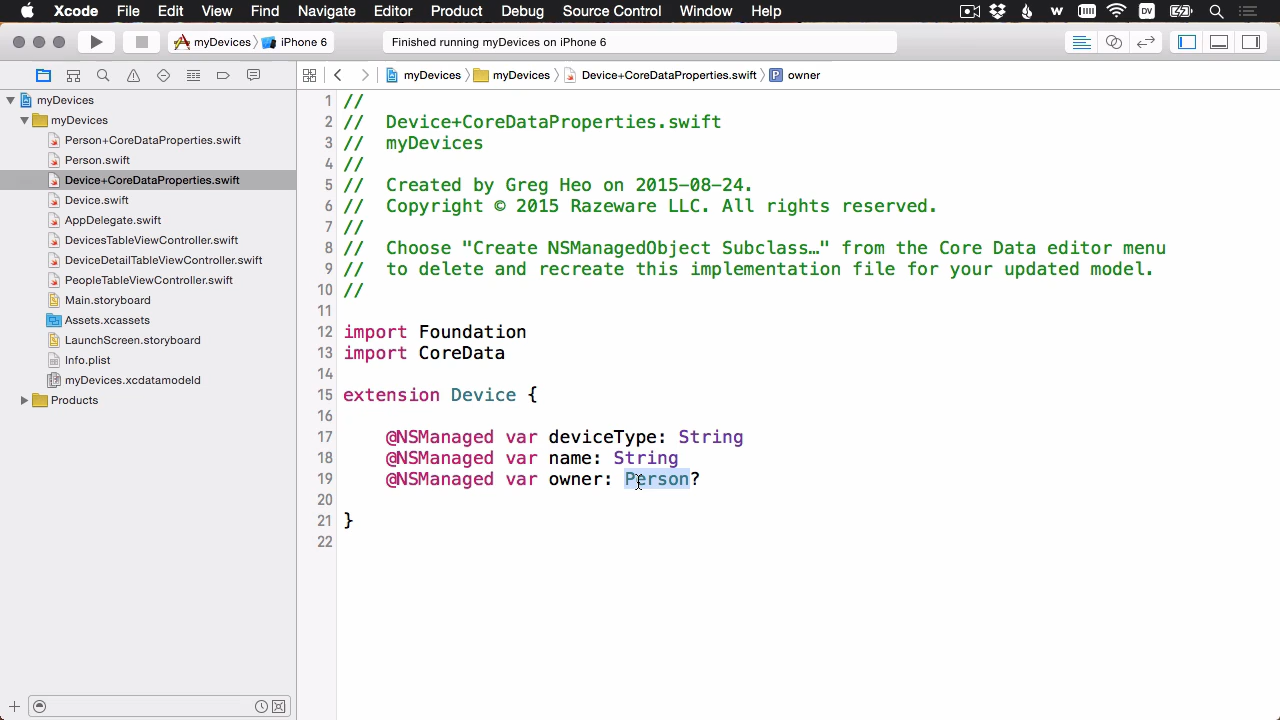 Xcode File Edit View Find Navigate Editor Product Debug Source Control Window Help W DV
myDevices iPhone 6 Finished running myDevices on iPhone 6
myDevices myDevices Device+CoreDataProperties.swift P owner
myDevices
myDevices
Person+CoreDataProperties.swift
Person.swift
Device+CoreDataProperties.swift
Device.swift
AppDelegate.swift
DevicesTableViewController.swift
DeviceDetailTableViewController.swift
PeopleTableViewController.swift
Main.storyboard
Assets.xcassets
LaunchScreen.storyboard
Info.plist
myDevices.xcdatamodeld
Products
1 //
2 // Device+CoreDataProperties.swift
3 // myDevices
4 //
5 // Created by Greg Heo on 2015-08-24.
6 // Copyright © 2015 Razeware LLC. All rights reserved.
7 //
8 // Choose "Create NSManagedObject Subclass…" from the Core Data editor menu
9 // to delete and recreate this implementation file for your updated model.
10 //
11
12 import Foundation
13 import CoreData
14
15 extension Device {
16
17 @NSManaged var deviceType: String
18 @NSManaged var name: String
19 @NSManaged var owner: Person?
20
21 }
22